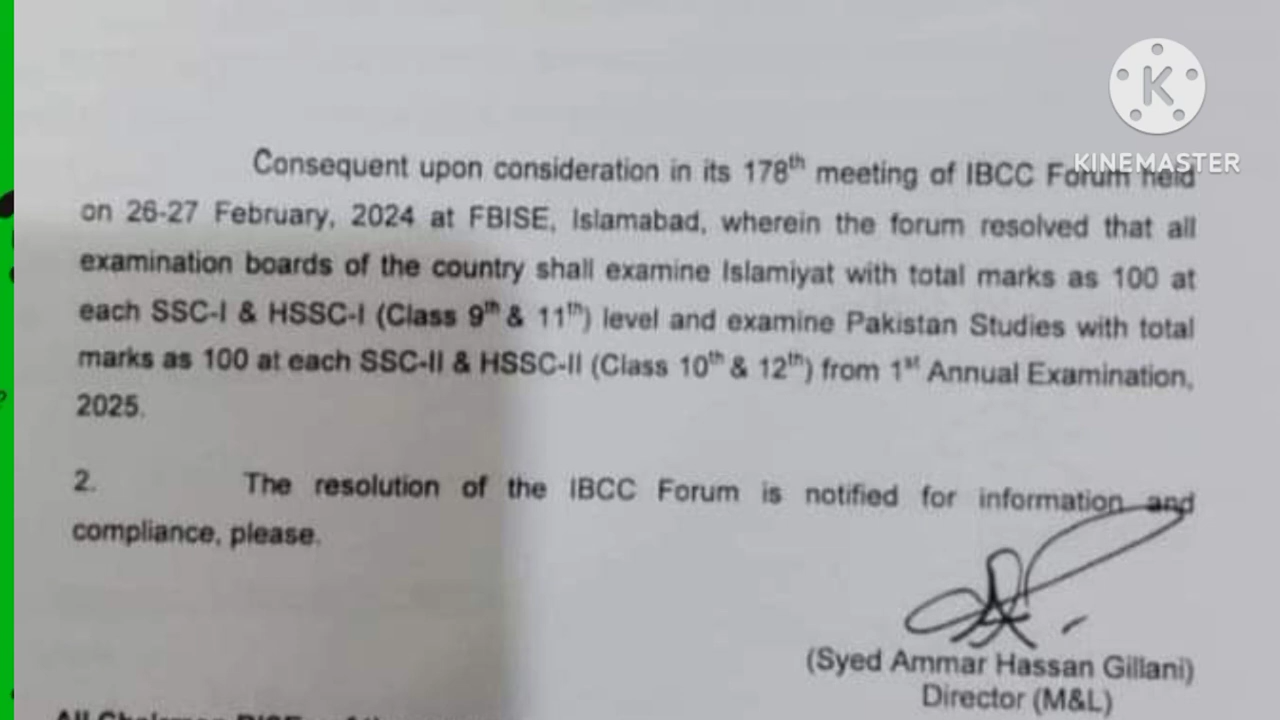 K
KINEMASTER
Consequent upon consideration in its 178th meeting of IBCC Forum held
on 26-27 February, 2024 at FBISE, Islamabad, wherein the forum resolved that all
examination boards of the country shall examine Islamiyat with total marks as 100 at
each SSC-I & HSSC-I (Class 9th & 11th) level and examine Pakistan Studies with total
marks as 100 at each SSC-II & HSSC-II (Class 10th & 12th) from 1st Annual Examination,
2025.
2. The resolution of the IBCC Forum is notified for information and
compliance, please.
(Syed Ammar Hassan Gillani)
Director (M&L)
All Chairman